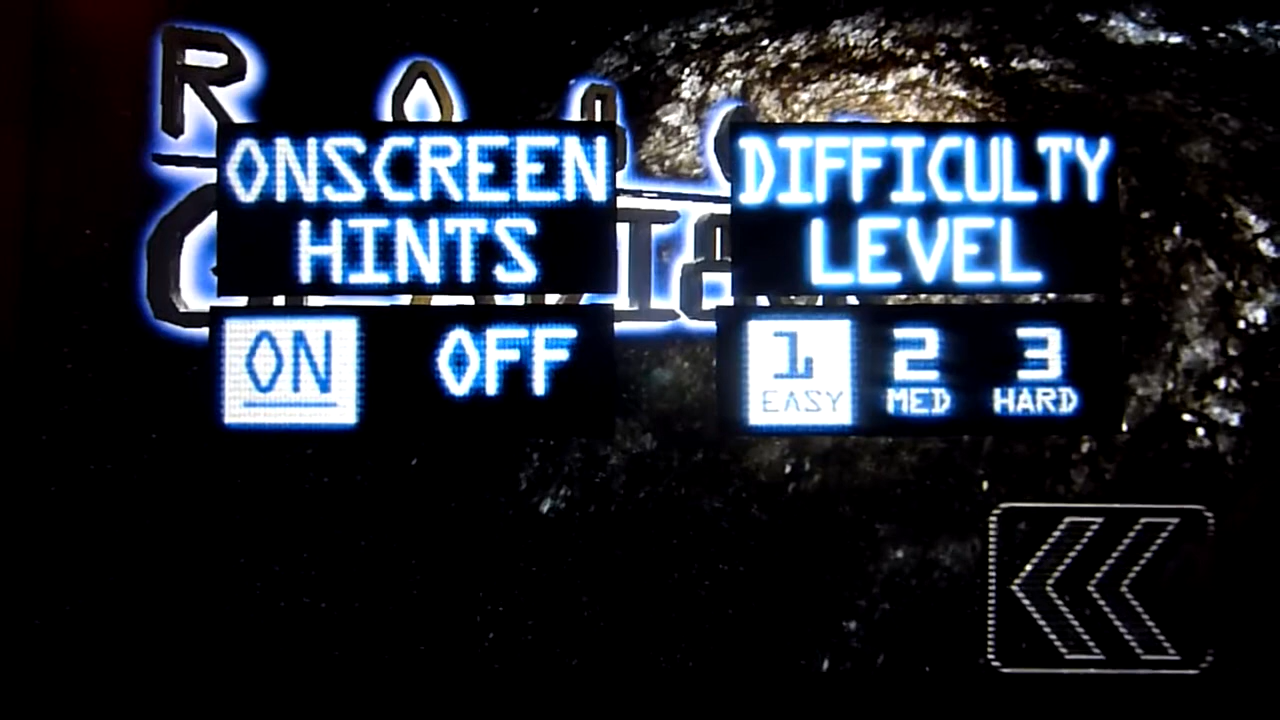 ONSCREEN
HINTS
ON OFF
DIFFICULTY
LEVEL
1 2 3
EASY MED HARD